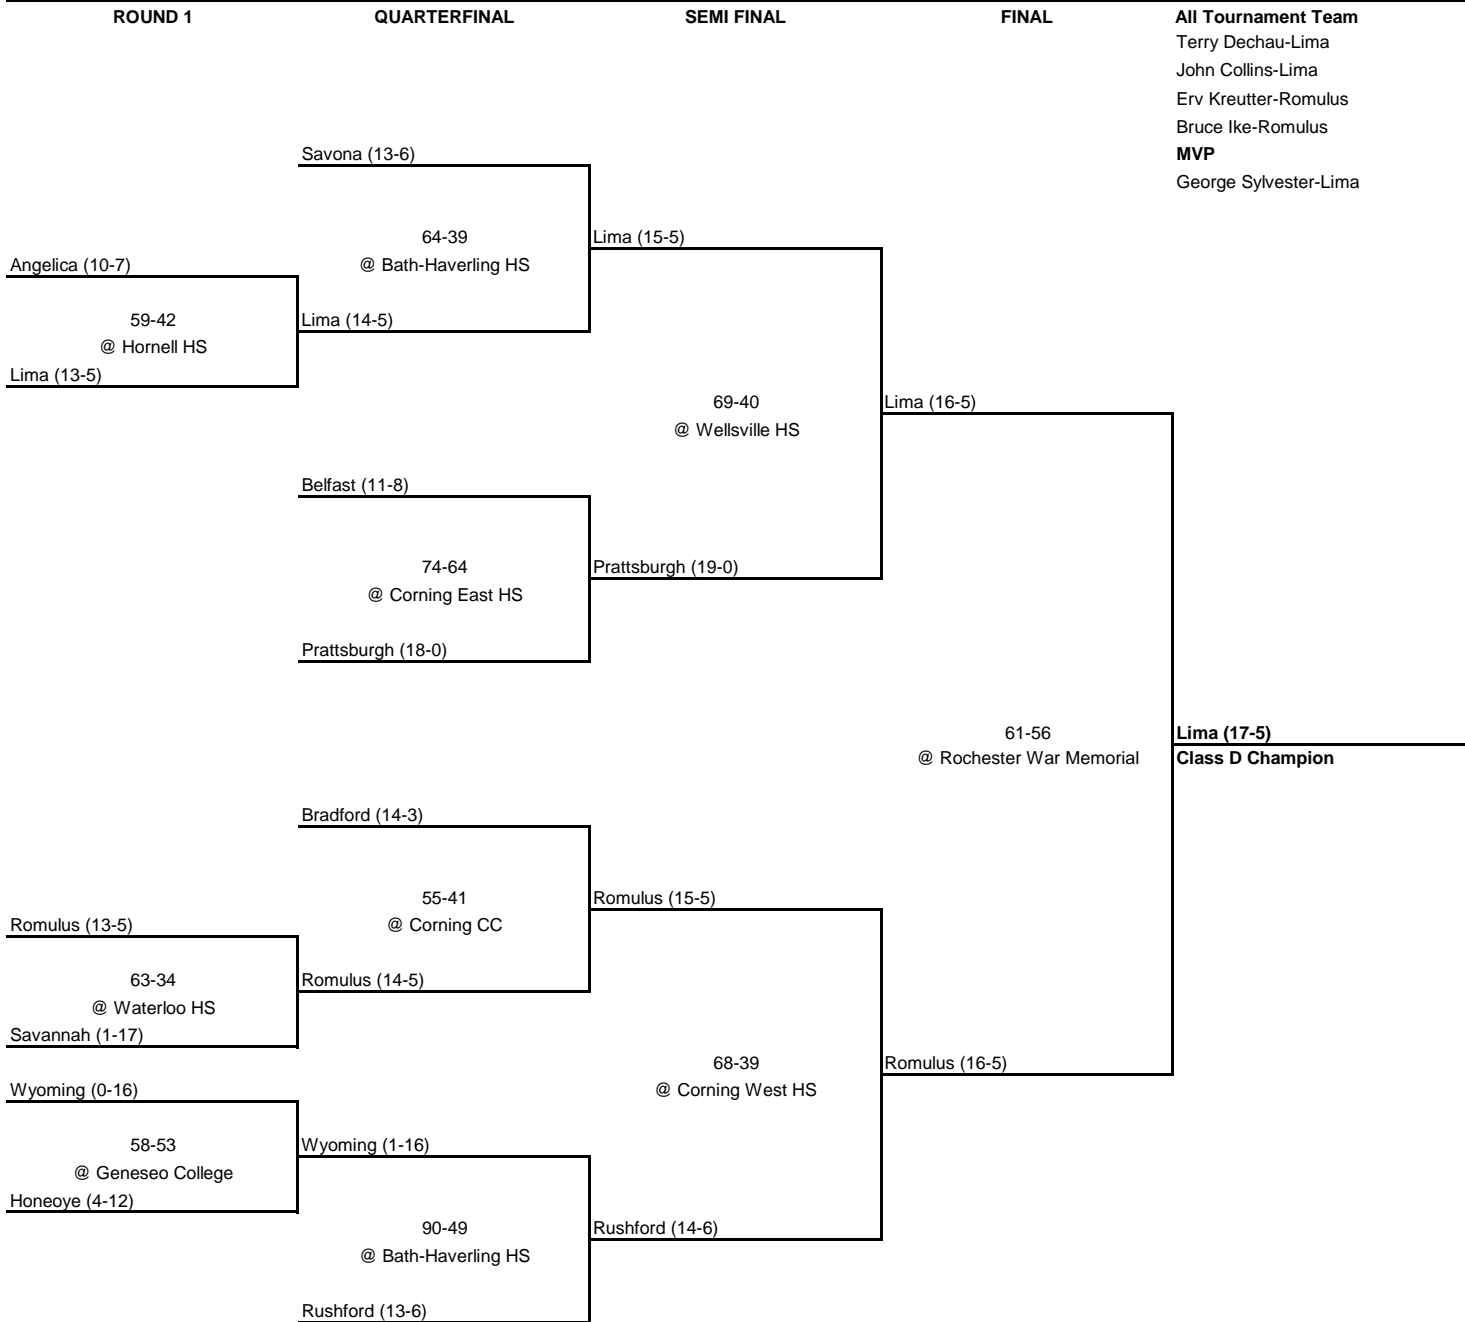 ROUND 1 QUARTERFINAL SEMI FINAL FINAL All Tournament Team
Terry Dechau-Lima
John Collins-Lima
Erv Kreutter-Romulus
Bruce Ike-Romulus
Savona (13-6) MVP
George Sylvester-Lima
64-39 Lima (15-5)
Angelica (10-7) @ Bath-Haverling HS
59-42 Lima (14-5)
@ Hornell HS
Lima (13-5)
69-40 Lima (16-5)
@ Wellsville HS
Belfast (11-8)
74-64 Prattsburgh (19-0)
@ Corning East HS
Prattsburgh (18-0)
61-56 Lima (17-5)
@ Rochester War Memorial Class D Champion
Bradford (14-3)
55-41 Romulus (15-5)
Romulus (13-5) @ Corning CC
63-34 Romulus (14-5)
@ Waterloo HS
Savannah (1-17)
68-39 Romulus (16-5)
Wyoming (0-16) @ Corning West HS
58-53 Wyoming (1-16)
@ Geneseo College
Honeoye (4-12)
90-49 Rushford (14-6)
@ Bath-Haverling HS
Rushford (13-6)